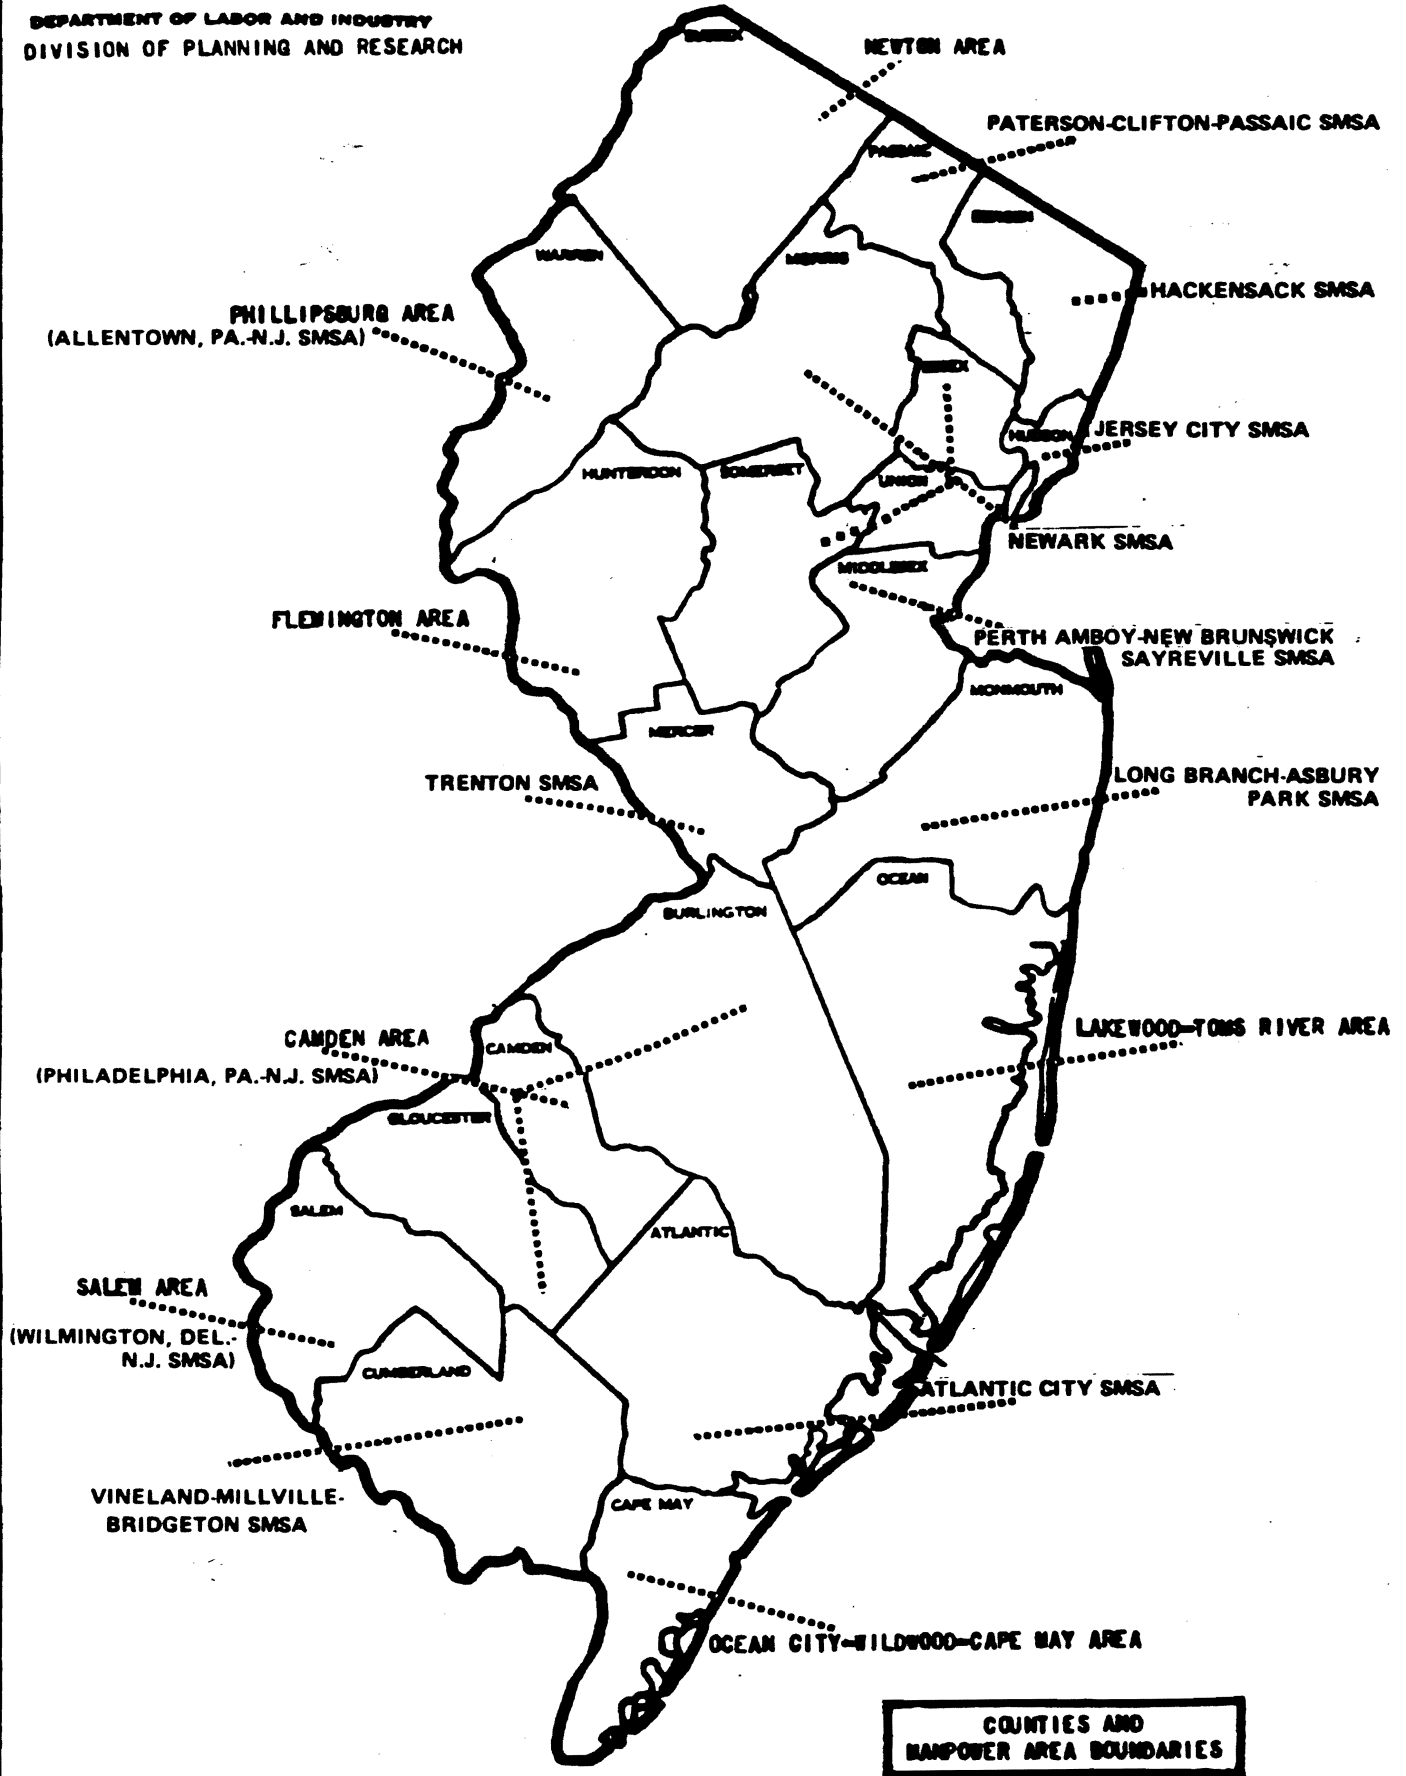 DEPARTMENT OF LABOR AND INDUSTRY
DIVISION OF PLANNING AND RESEARCH
SUSSEX
NEWTON AREA
PATERSON-CLIFTON-PASSAIC SMSA
PASSAIC
BERGEN
WARREN
MORRIS
HACKENSACK SMSA
PHILLIPSBURG AREA
(ALLENTOWN, PA.-N.J. SMSA)
ESSEX
HUDSON
JERSEY CITY SMSA
HUNTERDON
SOMERSET
UNION
NEWARK SMSA
MIDDLESEX
FLEMINGTON AREA
PERTH AMBOY-NEW BRUNSWICK
SAYREVILLE SMSA
MONMOUTH
MERCER
TRENTON SMSA
LONG BRANCH-ASBURY
PARK SMSA
OCEAN
BURLINGTON
LAKEWOOD-TOMS RIVER AREA
CAMDEN AREA
(PHILADELPHIA, PA.-N.J. SMSA)
CAMDEN
GLOUCESTER
SALEM
ATLANTIC
SALEM AREA
(WILMINGTON, DEL.-
N.J. SMSA)
CUMBERLAND
ATLANTIC CITY SMSA
VINELAND-MILLVILLE-
BRIDGETON SMSA
CAPE MAY
OCEAN CITY-WILDWOOD-CAPE MAY AREA
COUNTIES AND
MANPOWER AREA BOUNDARIES